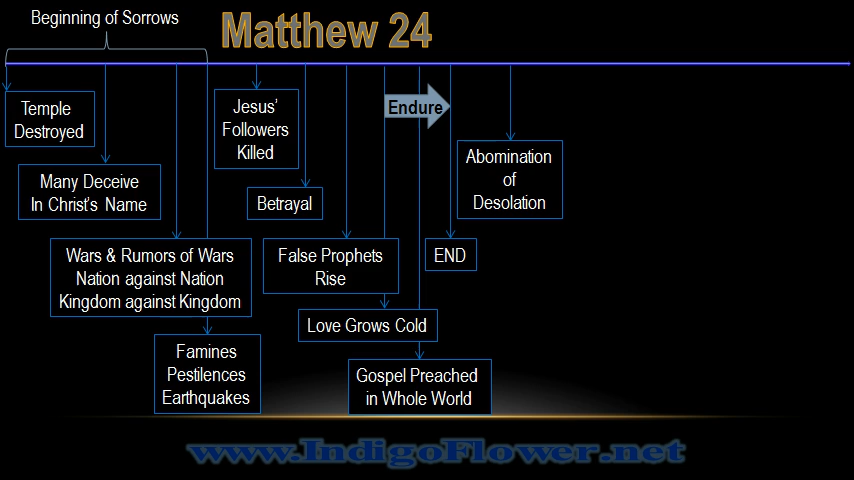 Beginning of Sorrows
Matthew 24
Temple
Destroyed
Many Deceive
In Christ's Name
Wars & Rumors of Wars
Nation against Nation
Kingdom against Kingdom
Famines
Pestilences
Earthquakes
Jesus'
Followers
Killed
Betrayal
False Prophets
Rise
Love Grows Cold
Gospel Preached
in Whole World
Endure
END
Abomination
of
Desolation
www.IndigoFlower.net